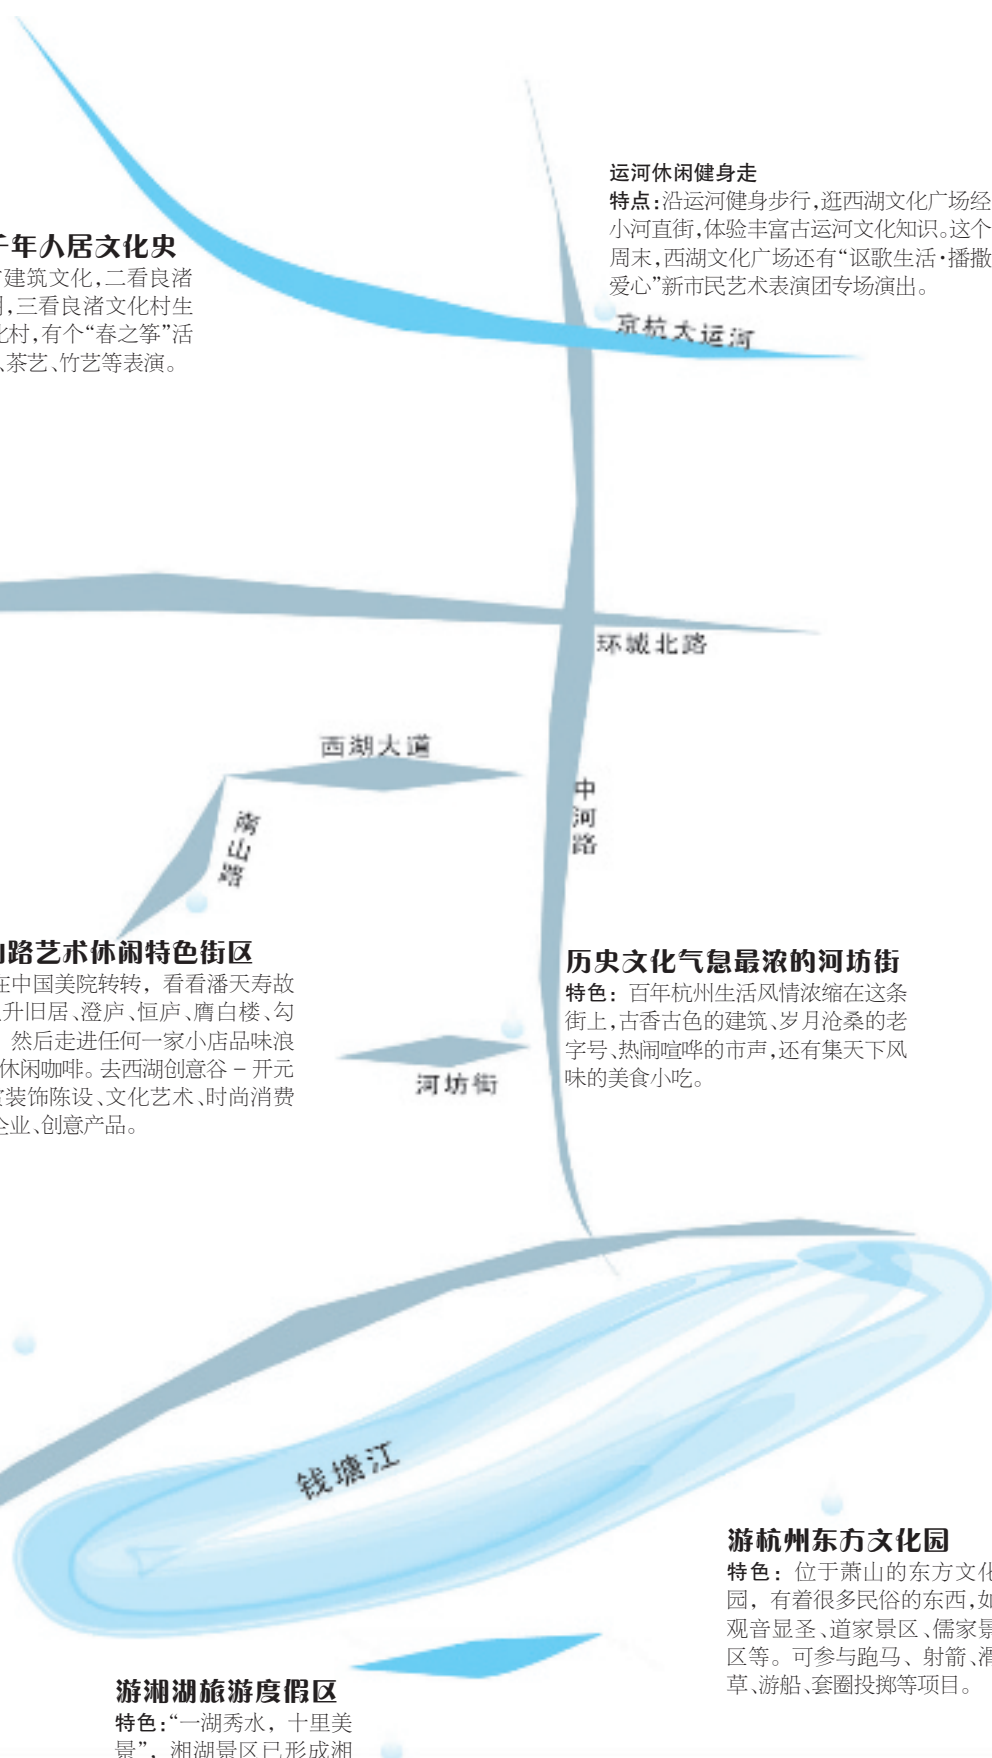 运河休闲健身走
特点:沿运河健身步行,逛西湖文化广场经
小河直街,体验丰富古运河文化知识。这个
周末,西湖文化广场还有“讴歌生活·播撒
爱心”新市民艺术表演团专场演出。
京杭大运河
千年人居文化史
建筑文化,二看良渚
,三看良渚文化村生
化村,有个“春之筝”活
、茶艺、竹艺等表演。
环城北路
西湖大道
南山路
中河路
山路艺术休闲特色街区
在中国美院转转，看看潘天寿故
升旧居、澄庐、恒庐、膺白楼、勾
然后走进任何一家小店品味浪
休闲咖啡。去西湖创意谷－开元
装饰陈设、文化艺术、时尚消费
企业、创意产品。
历史文化气息最浓的河坊街
特色：百年杭州生活风情浓缩在这条
街上,古香古色的建筑、岁月沧桑的老
字号、热闹喧哗的市声,还有集天下风
味的美食小吃。
河坊街
钱塘江
游杭州东方文化园
特色：位于萧山的东方文化
园，有着很多民俗的东西,如
观音显圣、道家景区、儒家景
区等。可参与跑马、射箭、滑
草、游船、套圈投掷等项目。
游湘湖旅游度假区
特色:“一湖秀水，十里美
景”，湘湖景区已形成湘